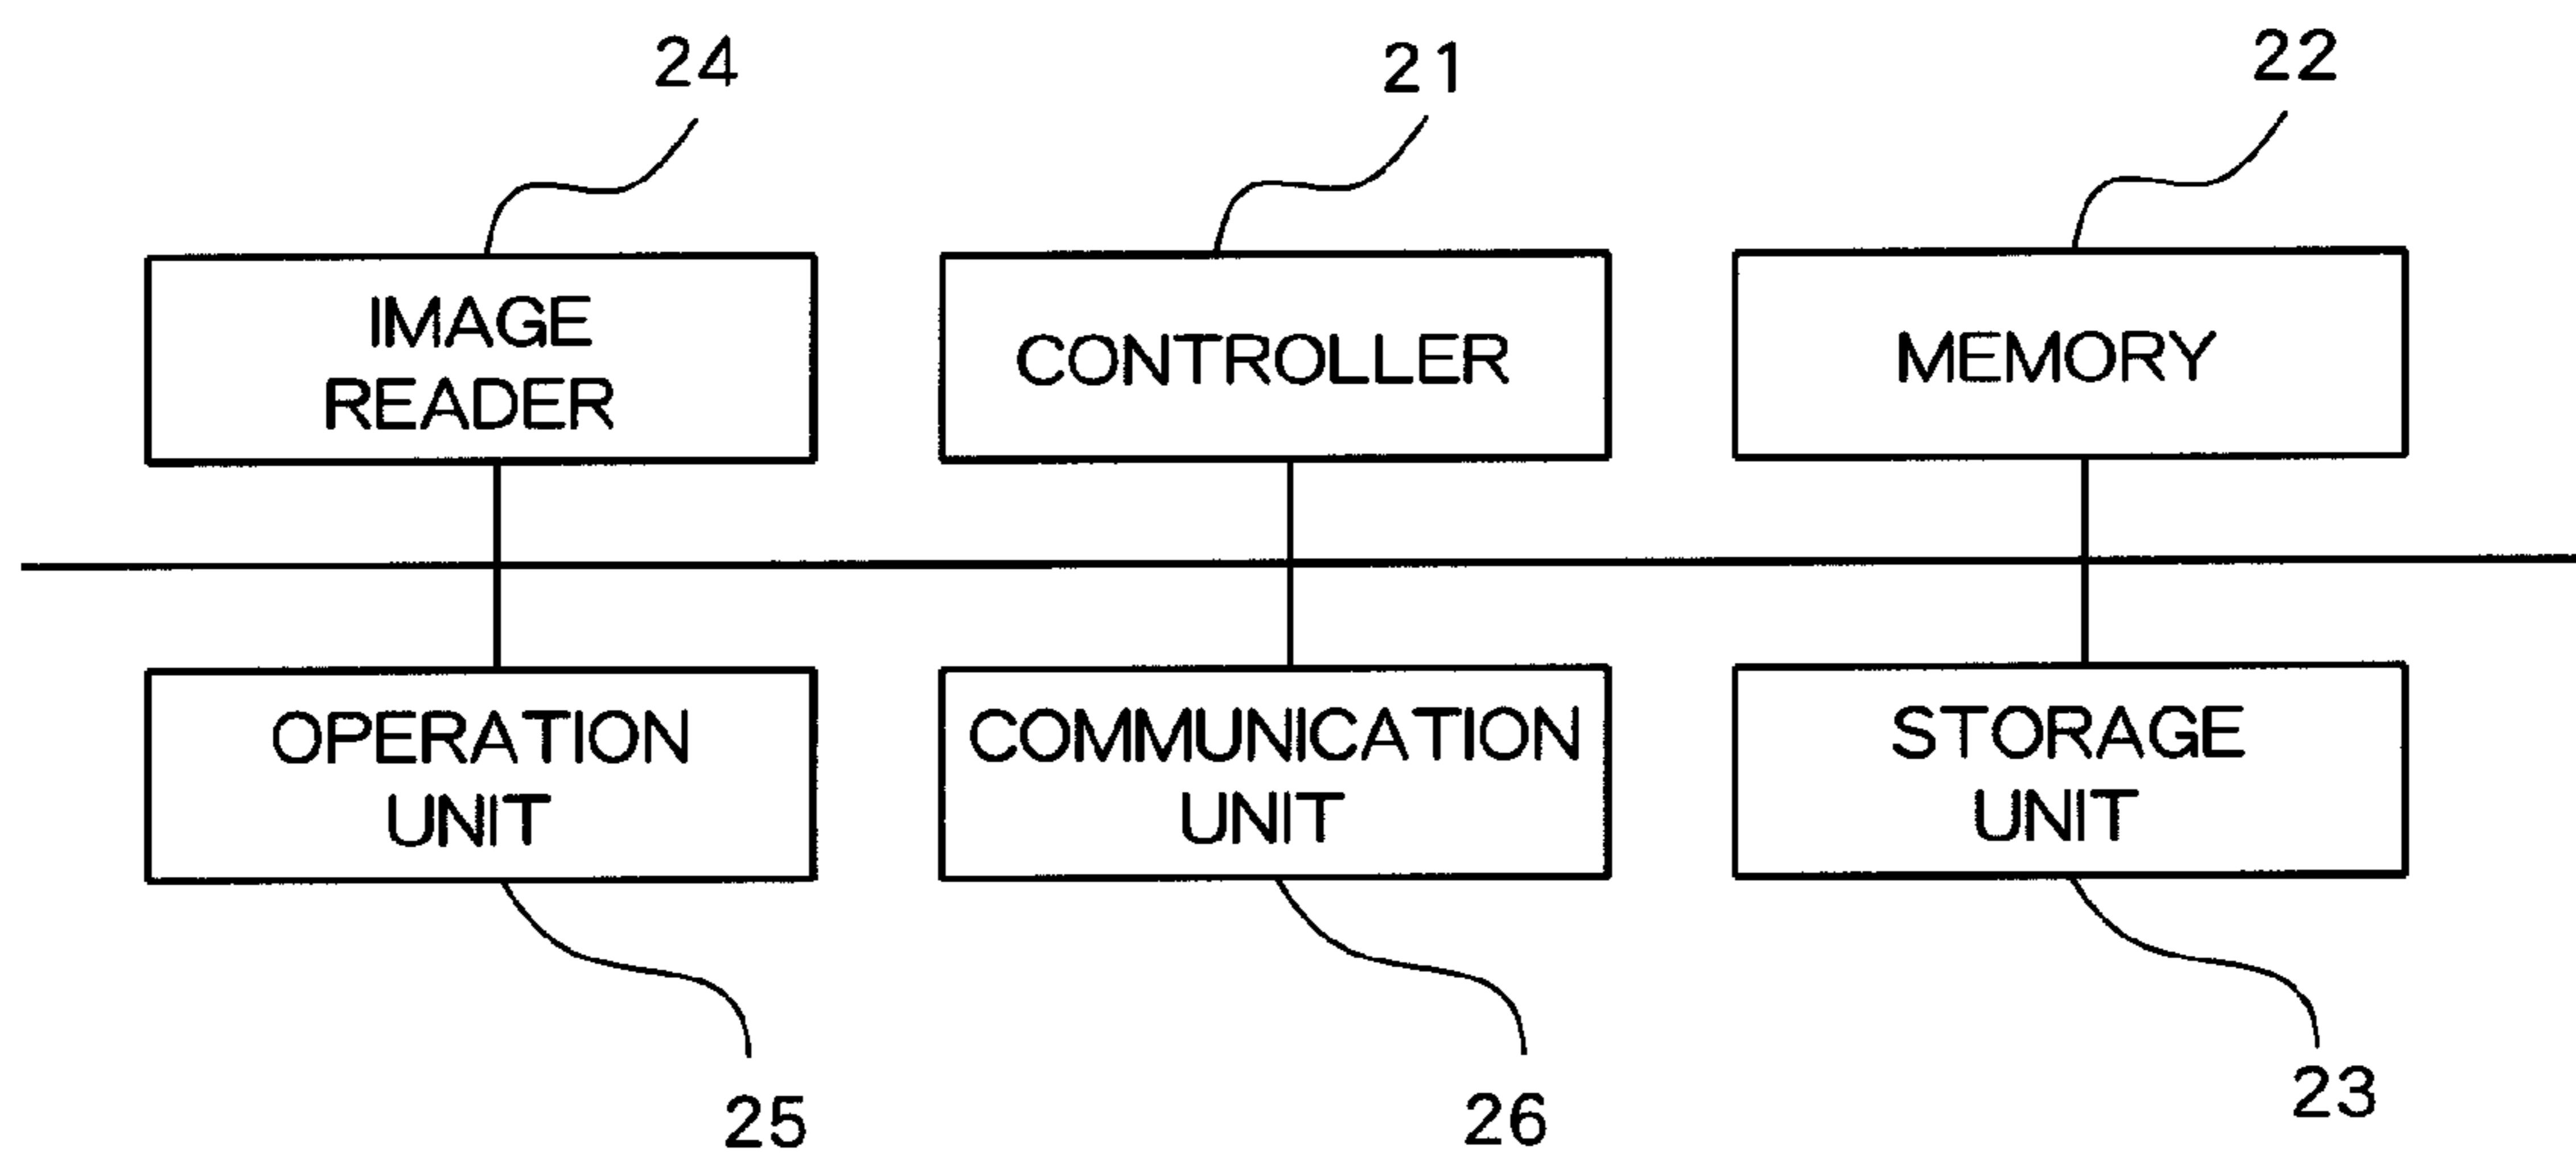 24
21
22
IMAGE
READER
CONTROLLER
MEMORY
OPERATION
UNIT
COMMUNICATION
UNIT
STORAGE
UNIT
25
26
23